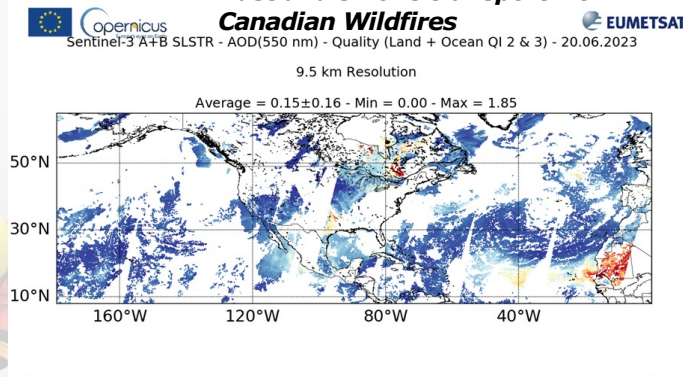 Canadian Wildfires
opernicus
EUMETSAT
Sentinel-3 A+B SLSTR - AOD(550 nm) - Quality (Land + Ocean QI 2 & 3) - 20.06.2023
9.5 km Resolution
Average = 0.15±0.16 - Min = 0.00 - Max = 1.85
50°N
30°N
10°N
160°W 120°W 80°W 40°W